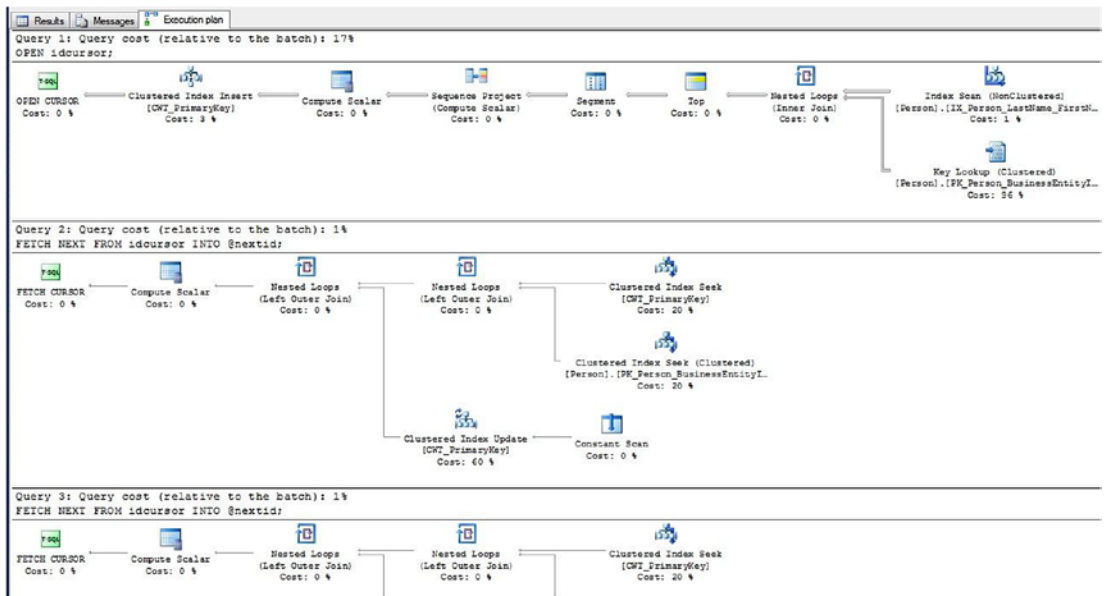 Results Messages Execution plan
Query 1: Query cost (relative to the batch): 17%
OPEN idcursor;
T-SQL
OPEN CURSOR
Cost: 0 %
Clustered Index Insert
[CWT_PrimaryKey]
Cost: 3 %
Compute Scalar
Cost: 0 %
Sequence Project
(Compute Scalar)
Cost: 0 %
Segment
Cost: 0 %
Top
Cost: 0 %
Nested Loops
(Inner Join)
Cost: 0 %
Index Scan (NonClustered)
[Person].[IX_Person_LastName_FirstN…
Cost: 1 %
Key Lookup (Clustered)
[Person].[PK_Person_BusinessEntityI…
Cost: 96 %
Query 2: Query cost (relative to the batch): 1%
FETCH NEXT FROM idcursor INTO @nextid;
T-SQL
FETCH CURSOR
Cost: 0 %
Compute Scalar
Cost: 0 %
Nested Loops
(Left Outer Join)
Cost: 0 %
Nested Loops
(Left Outer Join)
Cost: 0 %
Clustered Index Seek
[CWT_PrimaryKey]
Cost: 20 %
Clustered Index Seek (Clustered)
[Person].[PK_Person_BusinessEntityI…
Cost: 20 %
Clustered Index Update
[CWT_PrimaryKey]
Cost: 60 %
Constant Scan
Cost: 0 %
Query 3: Query cost (relative to the batch): 1%
FETCH NEXT FROM idcursor INTO @nextid;
T-SQL
FETCH CURSOR
Cost: 0 %
Compute Scalar
Cost: 0 %
Nested Loops
(Left Outer Join)
Cost: 0 %
Nested Loops
(Left Outer Join)
Cost: 0 %
Clustered Index Seek
[CWT_PrimaryKey]
Cost: 20 %